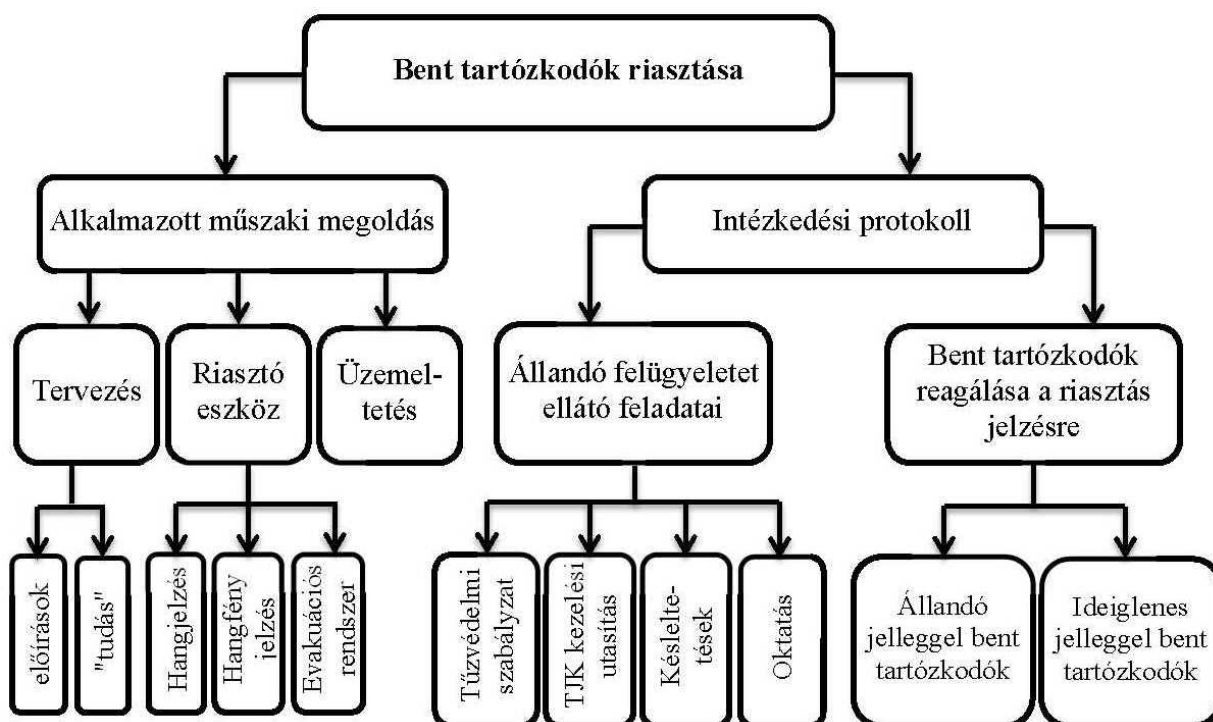 Bent tartózkodók riasztása
Alkalmazott műszaki megoldás
Intézkedési protokoll
Tervezés
Riasztó
eszköz
Üzemel-
tetés
Állandó felügyeletet
ellátó feladatai
Bent tartózkodók
reagálása a riasztás
jelzésre
előírások
"tudás"
Hangjelzés
Hangfény
jelzés
Evakuációs
rendszer
Tűzvédelmi
szabályzat
TJK kezelési
utasítás
Késlelte-
tések
Oktatás
Állandó
jelleggel bent
tartózkodók
Ideiglenes
jelleggel bent
tartózkodók